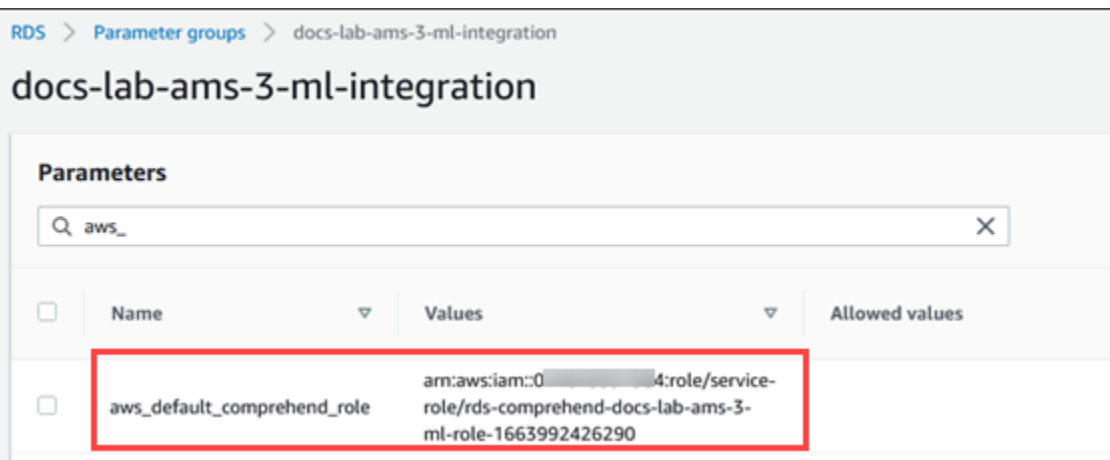 RDS > Parameter groups > docs-lab-ams-3-ml-integration
docs-lab-ams-3-ml-integration
Parameters
aws_
Name Values Allowed values
aws_default_comprehend_role
arn:aws:iam::0 4:role/service-
role/rds-comprehend-docs-lab-ams-3-
ml-role-1663992426290